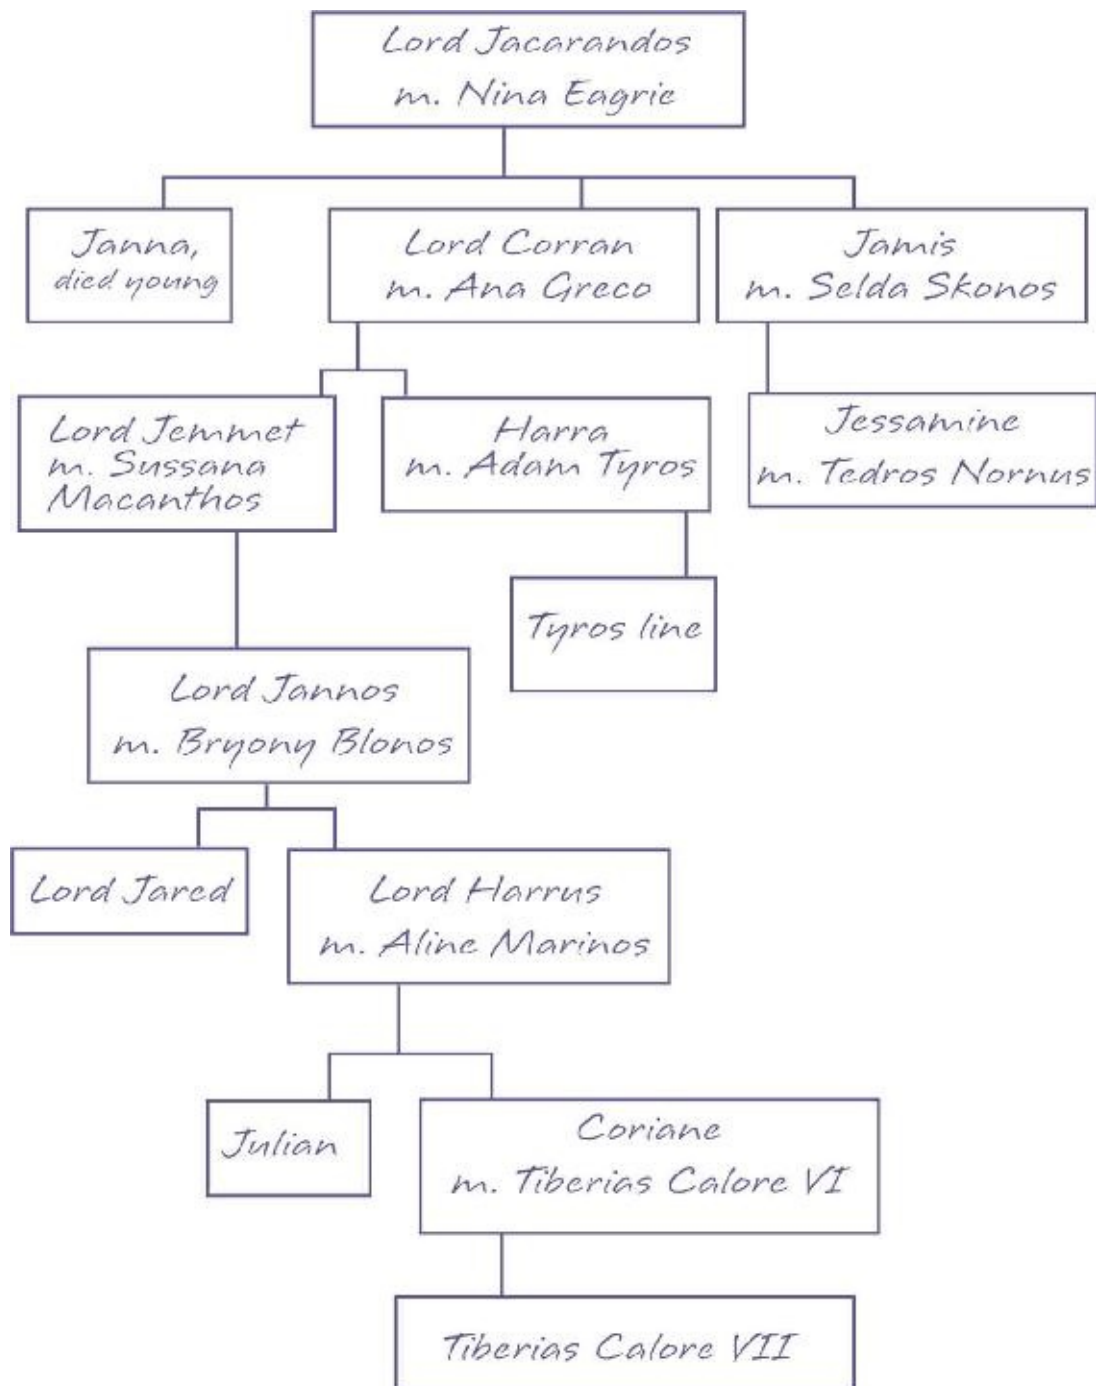 Lord Jacarandos
m. Nina Eagrie
Janna,
died young
Lord Corran
m. Ana Greco
Jamis
m. Selda Skonos
Lord Jemmet
m. Sussana
Macanthos
Harra
m. Adam Tyros
Jessamine
m. Tedros Nornus
Tyros line
Lord Jannos
m. Bryony Blonos
Lord Jared
Lord Harrus
m. Aline Marinos
Julian
Coriane
m. Tiberias Calore VI
Tiberias Calore VII